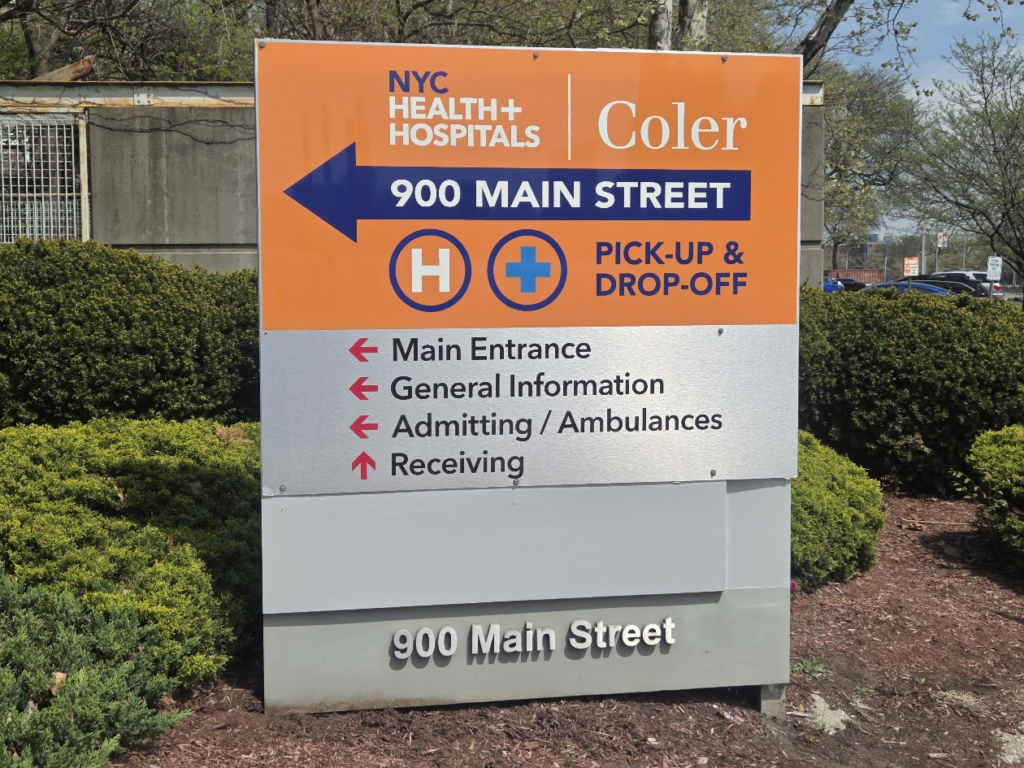 NYC
HEALTH+
HOSPITALS
Coler
900 MAIN STREET
H
PICK-UP &
DROP-OFF
Main Entrance
General Information
Admitting / Ambulances
Receiving
900 Main Street